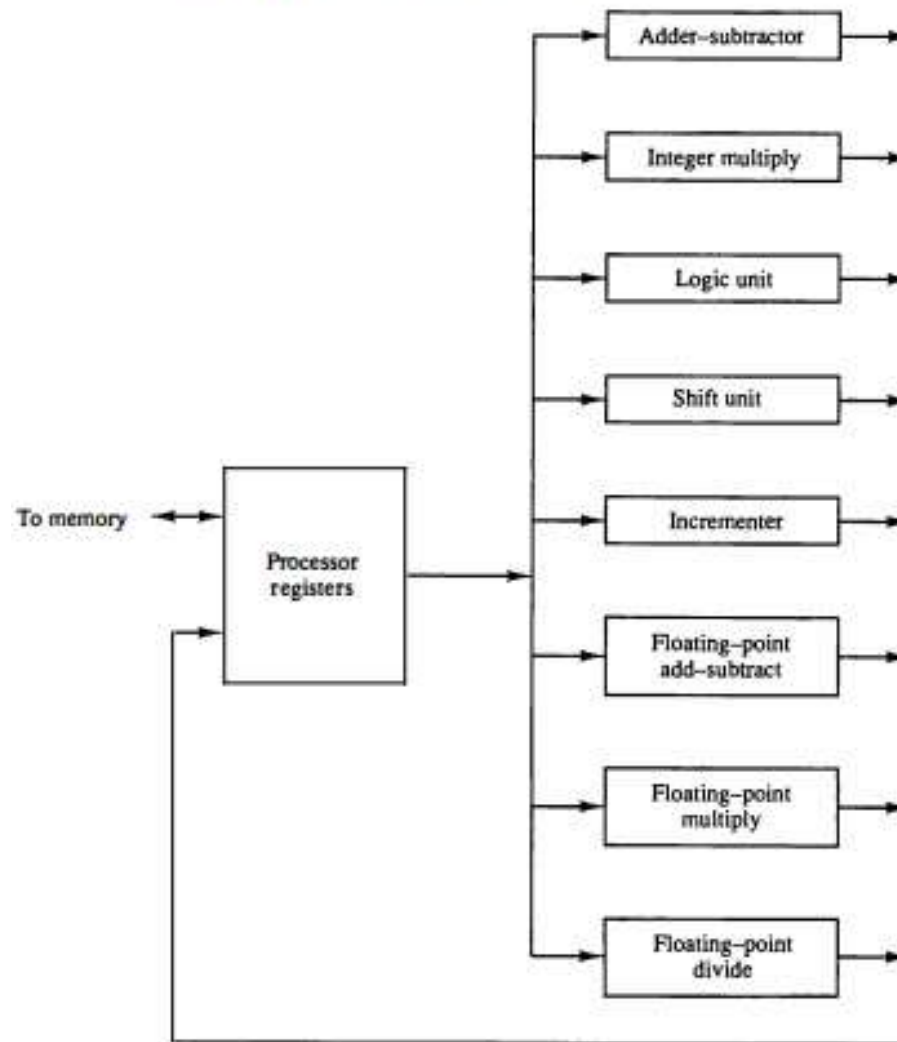 Adder–subtractor
Integer multiply
Logic unit
Shift unit
Incrementer
To memory
Processor
registers
Floating–point
add–subtract
Floating–point
multiply
Floating–point
divide